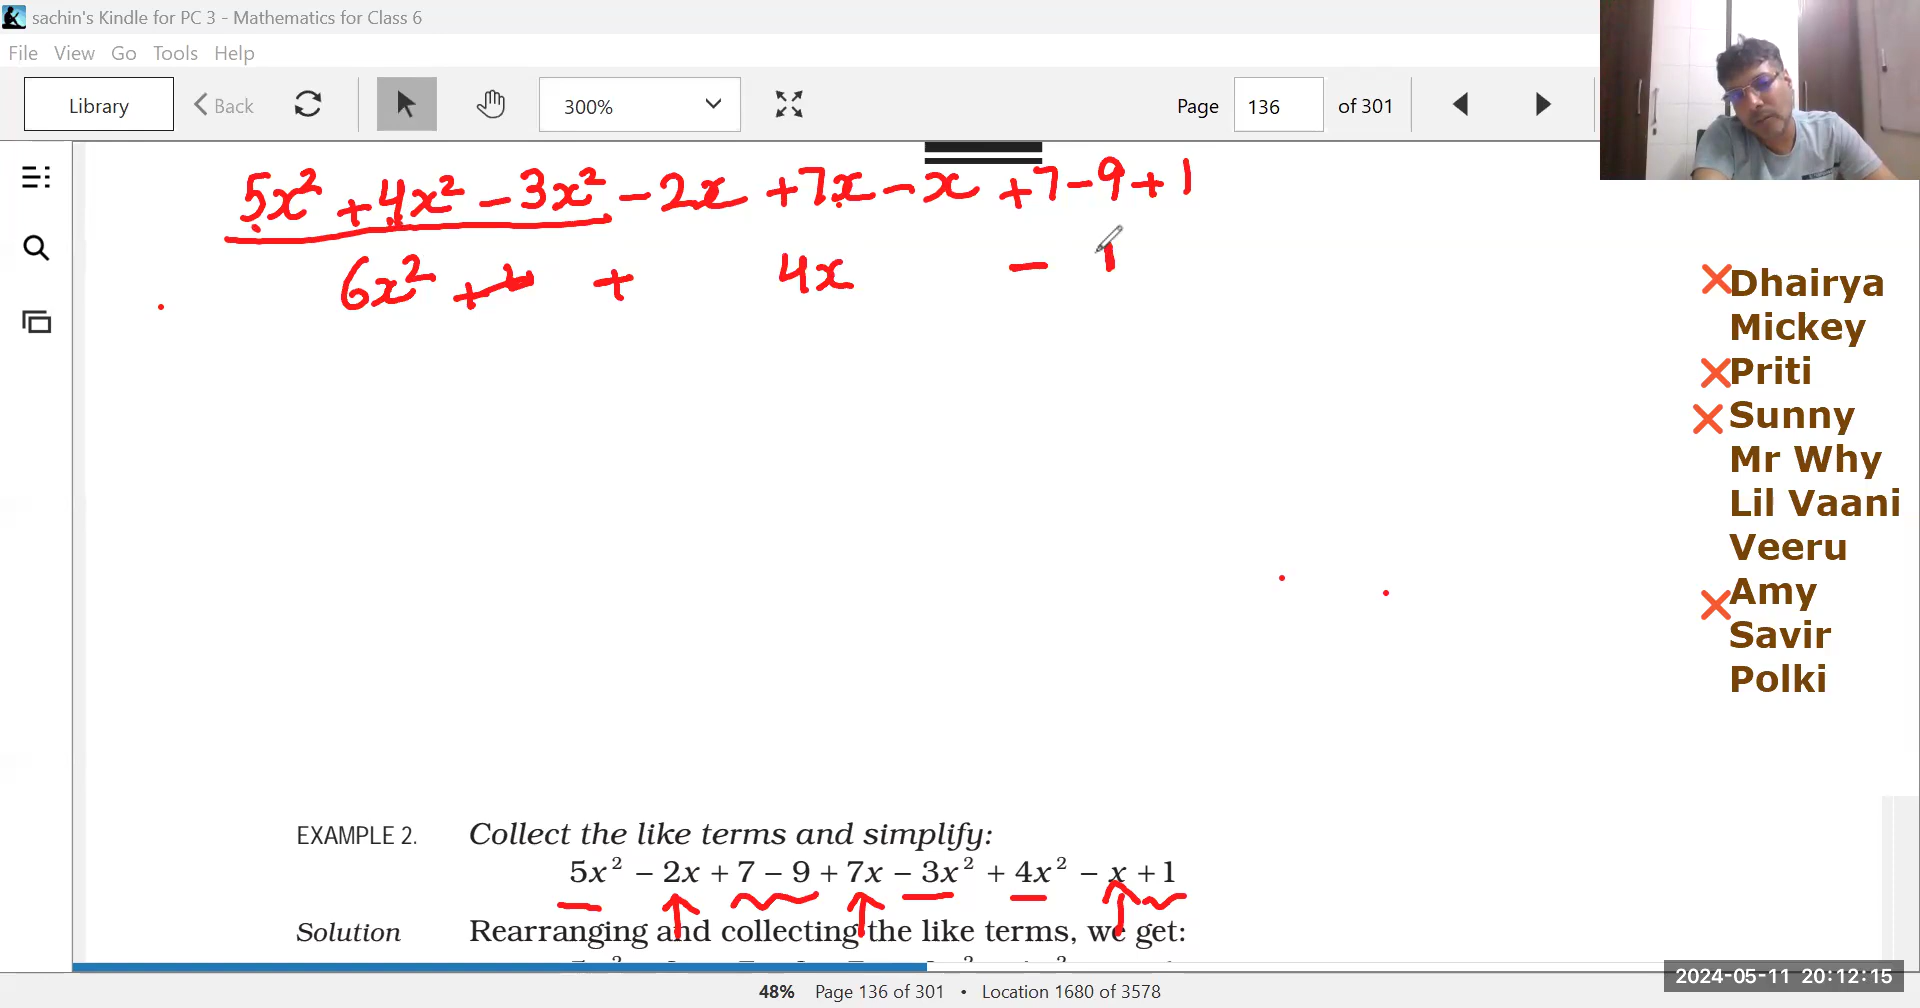 sachin's Kindle for PC 3 - Mathematics for Class 6
File View Go Tools Help
Library Back 300% Page 136 of 301
5x² + 4x² - 3x² - 2x + 7x - x + 7 - 9 + 1
6x² + 4x - 1
Dhairya
Mickey
Priti
Sunny
Mr Why
Lil Vaani
Veeru
Amy
Savir
Polki
EXAMPLE 2. Collect the like terms and simplify:
5x² – 2x + 7 – 9 + 7x – 3x² + 4x² – x + 1
Solution Rearranging and collecting the like terms, we get:
2024-05-11 20:12:15
48% Page 136 of 301 • Location 1680 of 3578